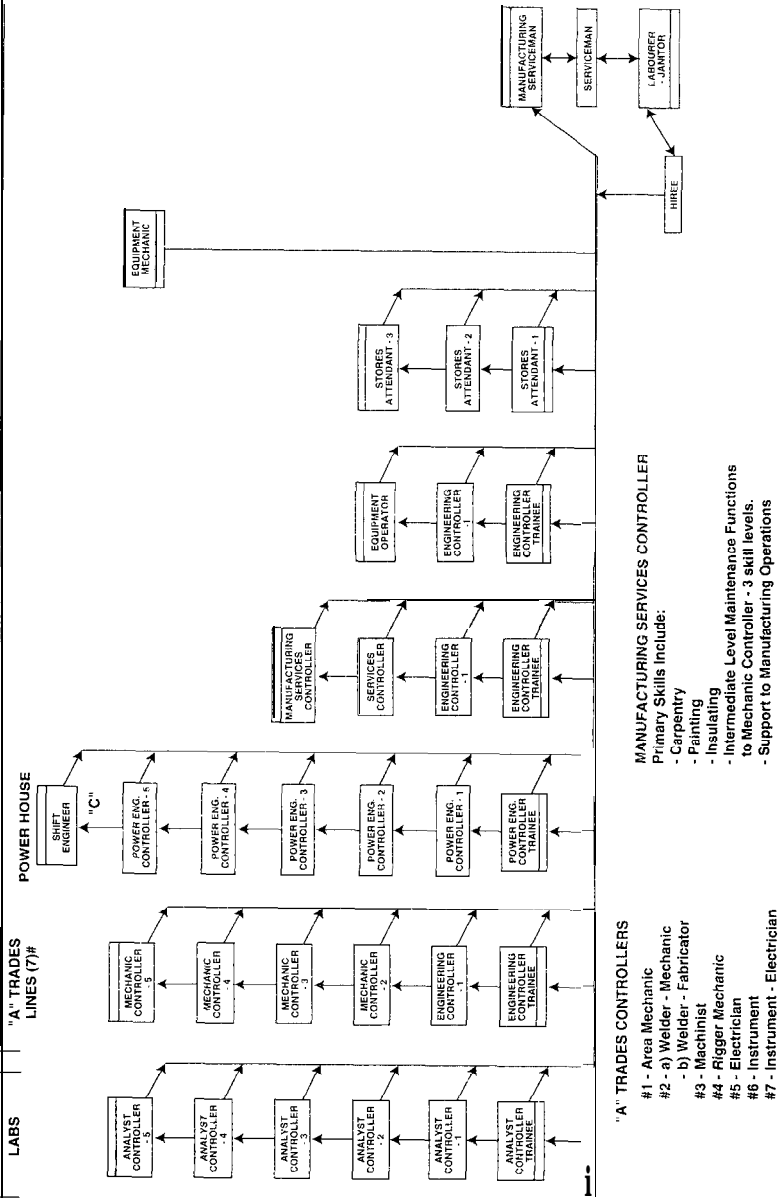 LABS
"A" TRADES
LINES (7)#
POWER HOUSE
ANALYST
CONTROLLER
- 5
ANALYST
CONTROLLER
- 4
ANALYST
CONTROLLER
- 3
ANALYST
CONTROLLER
- 2
ANALYST
CONTROLLER
- 1
ANALYST
CONTROLLER
TRAINEE
MECHANIC
CONTROLLER
- 5
MECHANIC
CONTROLLER
- 4
MECHANIC
CONTROLLER
- 3
MECHANIC
CONTROLLER
- 2
ENGINEERING
CONTROLLER
- 1
ENGINEERING
CONTROLLER
TRAINEE
SHIFT
ENGINEER
"C"
POWER ENG.
CONTROLLER - 5
POWER ENG.
CONTROLLER - 4
POWER ENG.
CONTROLLER - 3
POWER ENG.
CONTROLLER - 2
POWER ENG.
CONTROLLER - 1
POWER ENG.
CONTROLLER
TRAINEE
MANUFACTURING
SERVICES
CONTROLLER
SERVICES
CONTROLLER
ENGINEERING
CONTROLLER
- 1
ENGINEERING
CONTROLLER
TRAINEE
EQUIPMENT
OPERATOR
ENGINEERING
CONTROLLER
-1
ENGINEERING
CONTROLLER
TRAINEE
STORES
ATTENDANT - 3
STORES
ATTENDANT - 2
STORES
ATTENDANT - 1
EQUIPMENT
MECHANIC
MANUFACTURING
SERVICEMAN
SERVICEMAN
LABOURER
- JANITOR
HIREE
i
"A" TRADES CONTROLLERS
#1 - Area Mechanic
#2 - a) Welder - Mechanic
- b) Welder - Fabricator
#3 - Machinist
#4 - Rigger Mechanic
#5 - Electrician
#6 - Instrument
#7 - Instrument - Electrician
MANUFACTURING SERVICES CONTROLLER
Primary Skills Include:
- Carpentry
- Painting
- Insulating
- Intermediate Level Maintenance Functions
to Mechanic Controller - 3 skill levels.
- Support to Manufacturing Operations